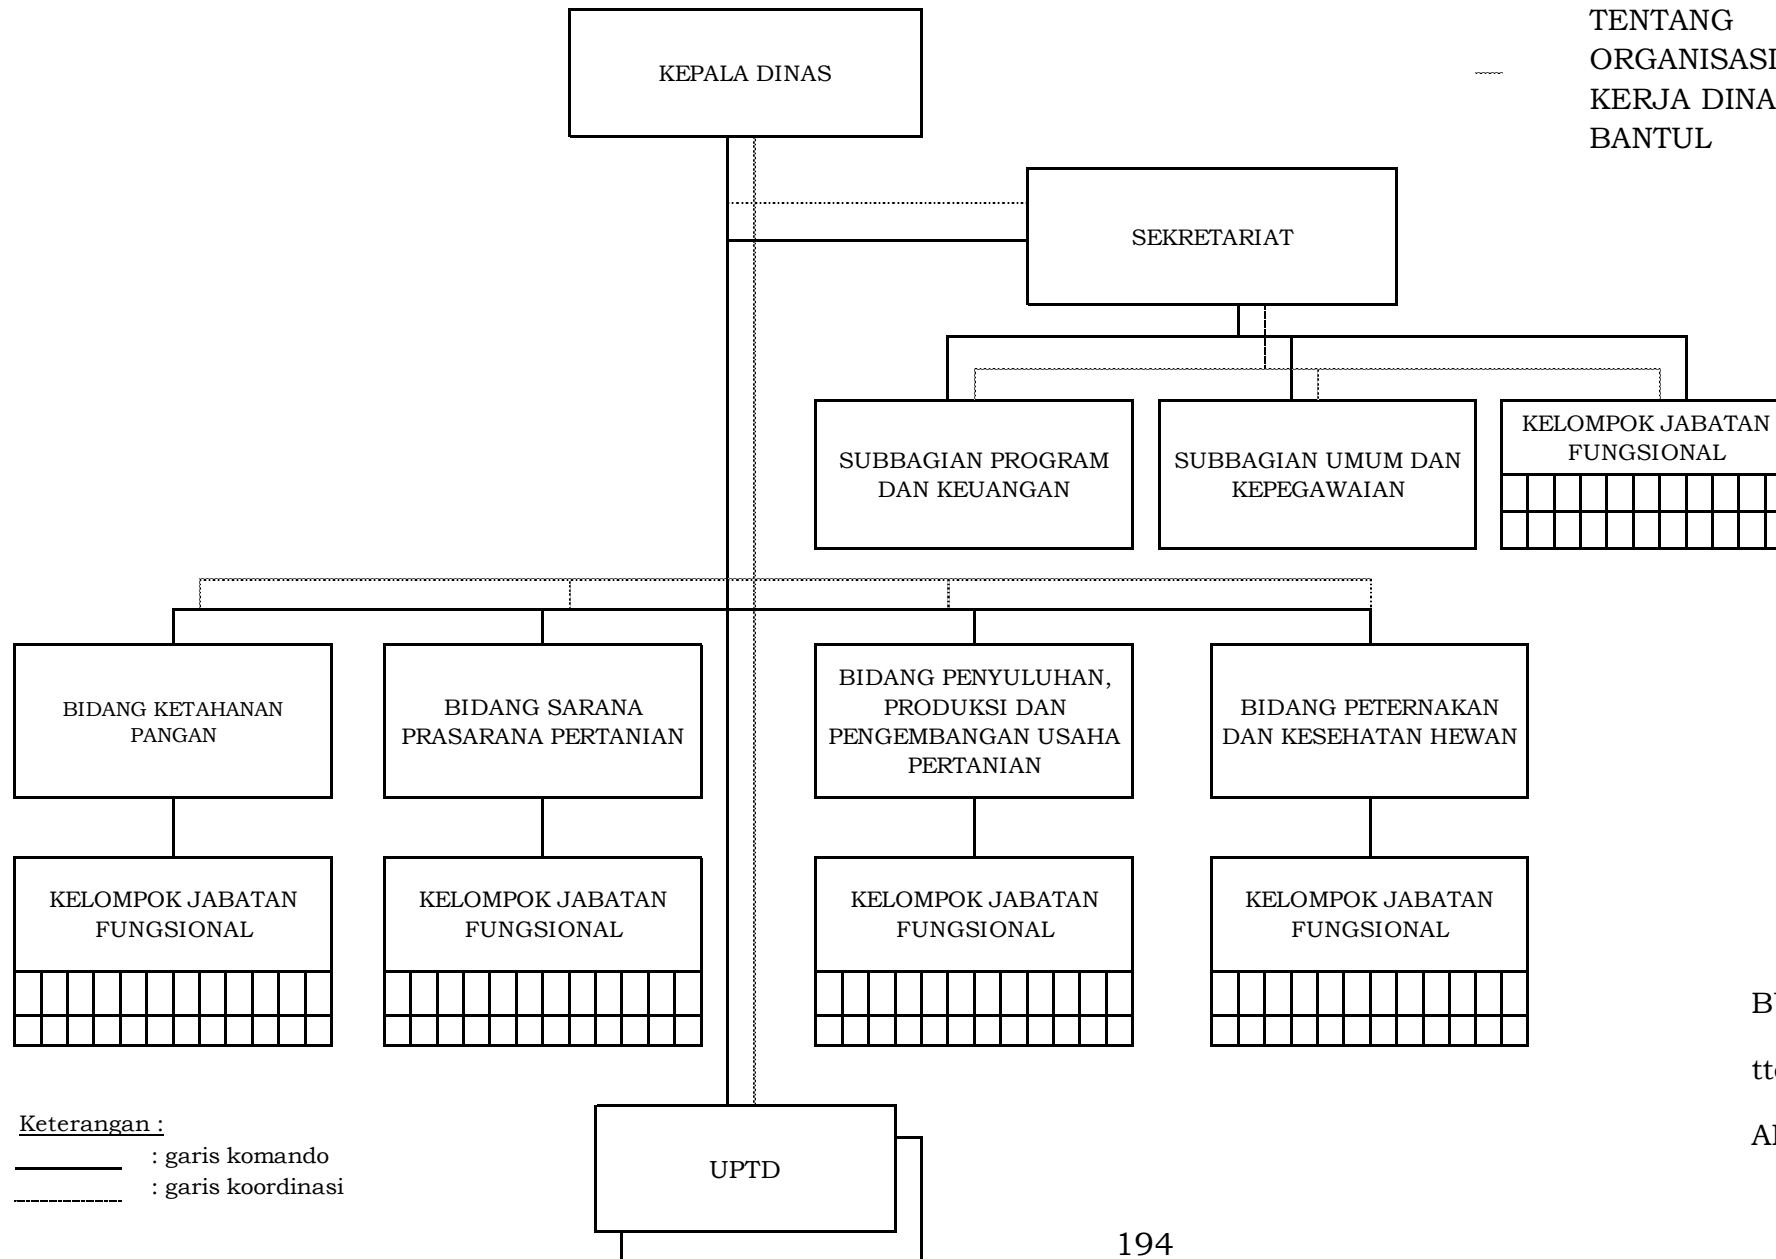 TENTANG
ORGANISASI
KERJA DINA
BANTUL
KEPALA DINAS
SEKRETARIAT
SUBBAGIAN PROGRAM
DAN KEUANGAN
SUBBAGIAN UMUM DAN
KEPEGAWAIAN
KELOMPOK JABATAN
FUNGSIONAL
BIDANG KETAHANAN
PANGAN
BIDANG SARANA
PRASARANA PERTANIAN
BIDANG PENYULUHAN,
PRODUKSI DAN
PENGEMBANGAN USAHA
PERTANIAN
BIDANG PETERNAKAN
DAN KESEHATAN HEWAN
KELOMPOK JABATAN
FUNGSIONAL
KELOMPOK JABATAN
FUNGSIONAL
KELOMPOK JABATAN
FUNGSIONAL
KELOMPOK JABATAN
FUNGSIONAL
Keterangan :
: garis komando
: garis koordinasi
UPTD
194